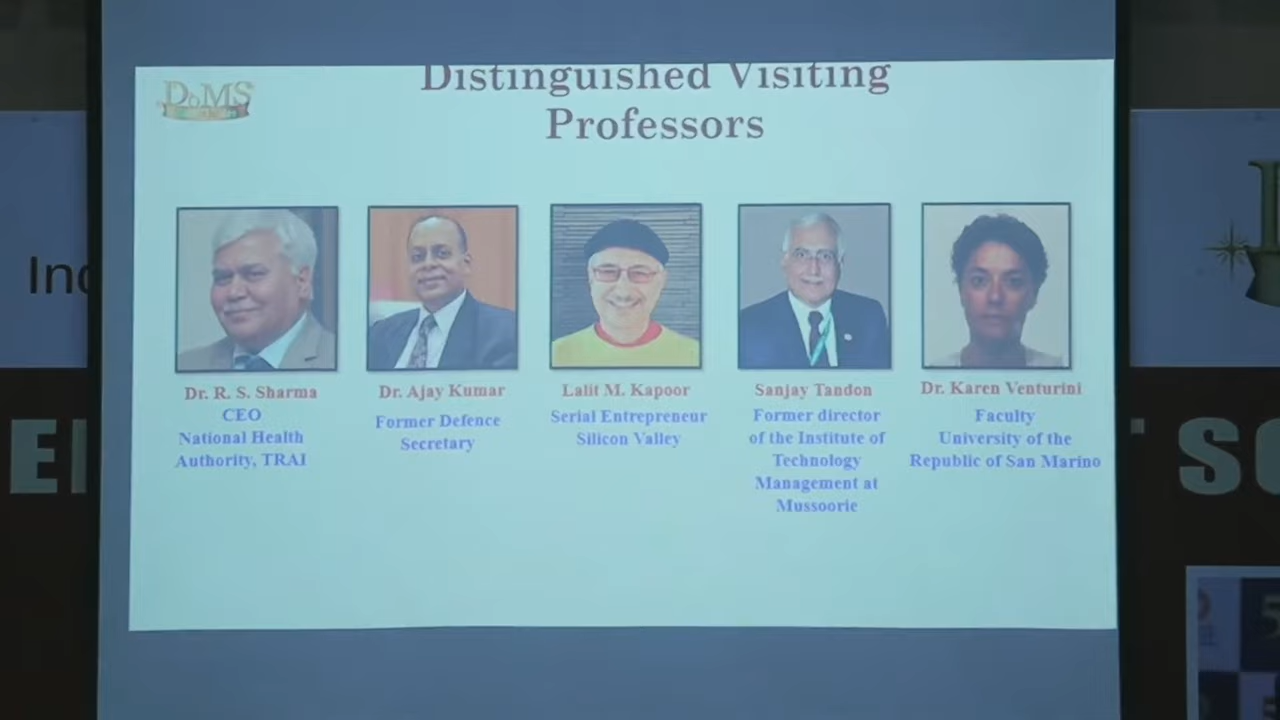 Distinguished Visiting
Professors
DoMS
Dr. R. S. Sharma
CEO
National Health
Authority, TRAI
Dr. Ajay Kumar
Former Defence
Secretary
Lalit M. Kapoor
Serial Entrepreneur
Silicon Valley
Sanjay Tandon
Former director
of the Institute of
Technology
Management at
Mussoorie
Dr. Karen Venturini
Faculty
University of the
Republic of San Marino